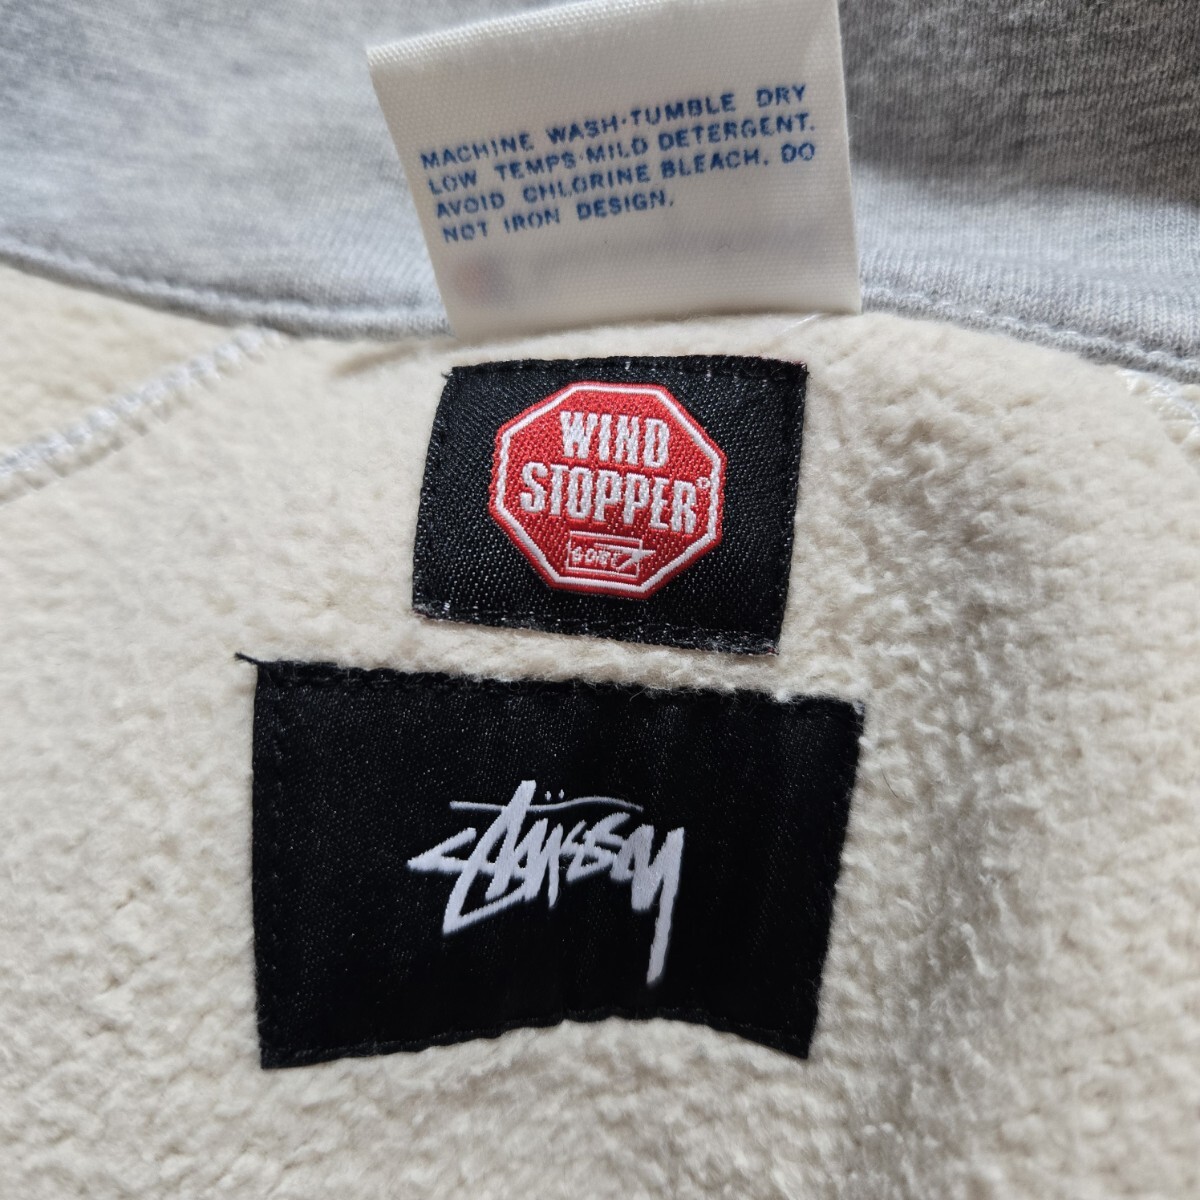 MACHINE WASH·TUMBLE DRY
LOW TEMPS·MILD DETERGENT.
AVOID CHLORINE BLEACH. DO
NOT IRON DESIGN.
WIND
STOPPER®
GORE
Stüssy